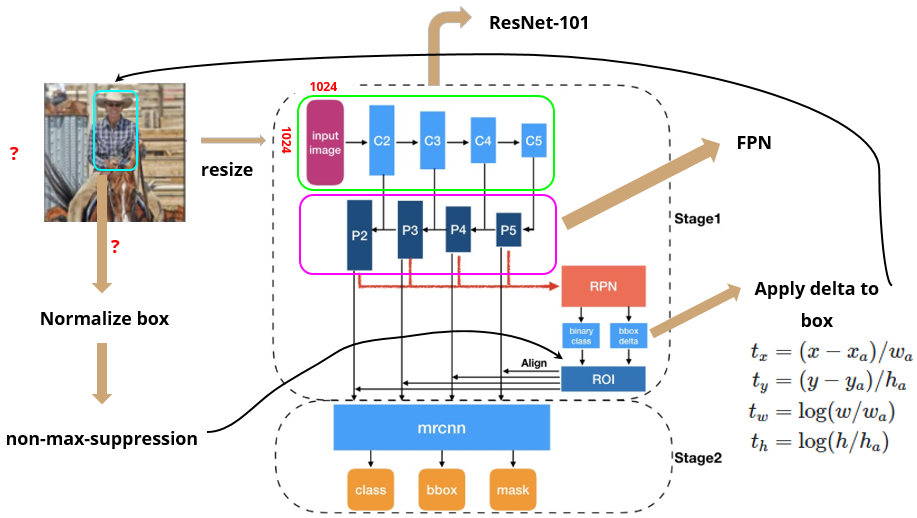 ResNet-101
1024
1024
input
image
C2
C3
C4
C5
?
resize
FPN
P2
P3
P4
P5
Stage1
?
RPN
Normalize box
binary
class
bbox
delta
Apply delta to
box
Align
ROI
t_x = (x − x_a)/w_a
t_y = (y − y_a)/h_a
t_w = log(w/w_a)
t_h = log(h/h_a)
non-max-suppression
mrcnn
Stage2
class
bbox
mask